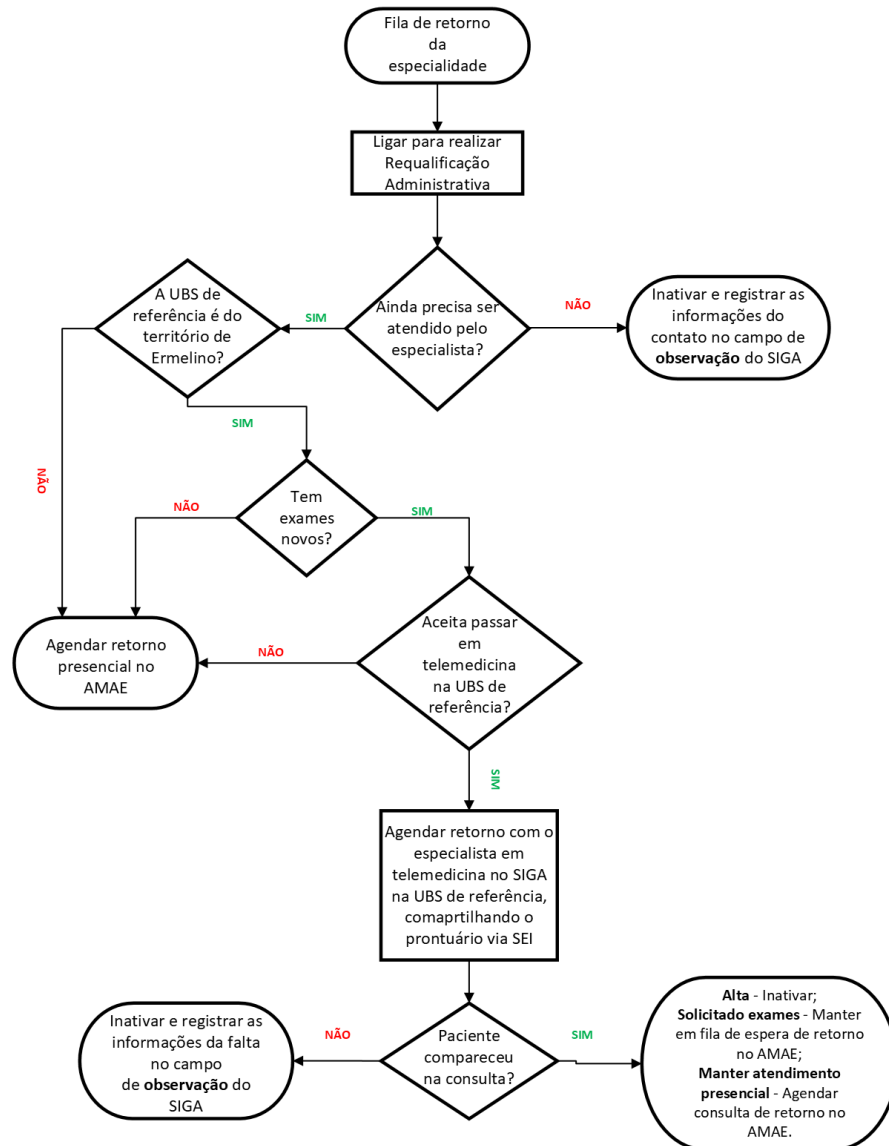 Fila de retorno
da
especialidade
Ligar para realizar
Requalificação
Administrativa
Ainda precisa ser
atendido pelo
especialista?
NÃO
Inativar e registrar as
informações do
contato no campo de
observação do SIGA
SIM
A UBS de
referência é do
território de
Ermelino?
NÃO
SIM
Tem
exames
novos?
NÃO
SIM
Aceita passar
em
telemedicina
na UBS de
referência?
NÃO
Agendar retorno
presencial no
AMAE
SIM
Agendar retorno com o
especialista em
telemedicina no SIGA
na UBS de referência,
comaprtilhando o
prontuário via SEI
Paciente
compareceu
na consulta?
NÃO
Inativar e registrar as
informações da falta
no campo
de observação do
SIGA
SIM
Alta - Inativar;
Solicitado exames - Manter
em fila de espera de retorno
no AMAE;
Manter atendimento
presencial - Agendar
consulta de retorno no
AMAE.